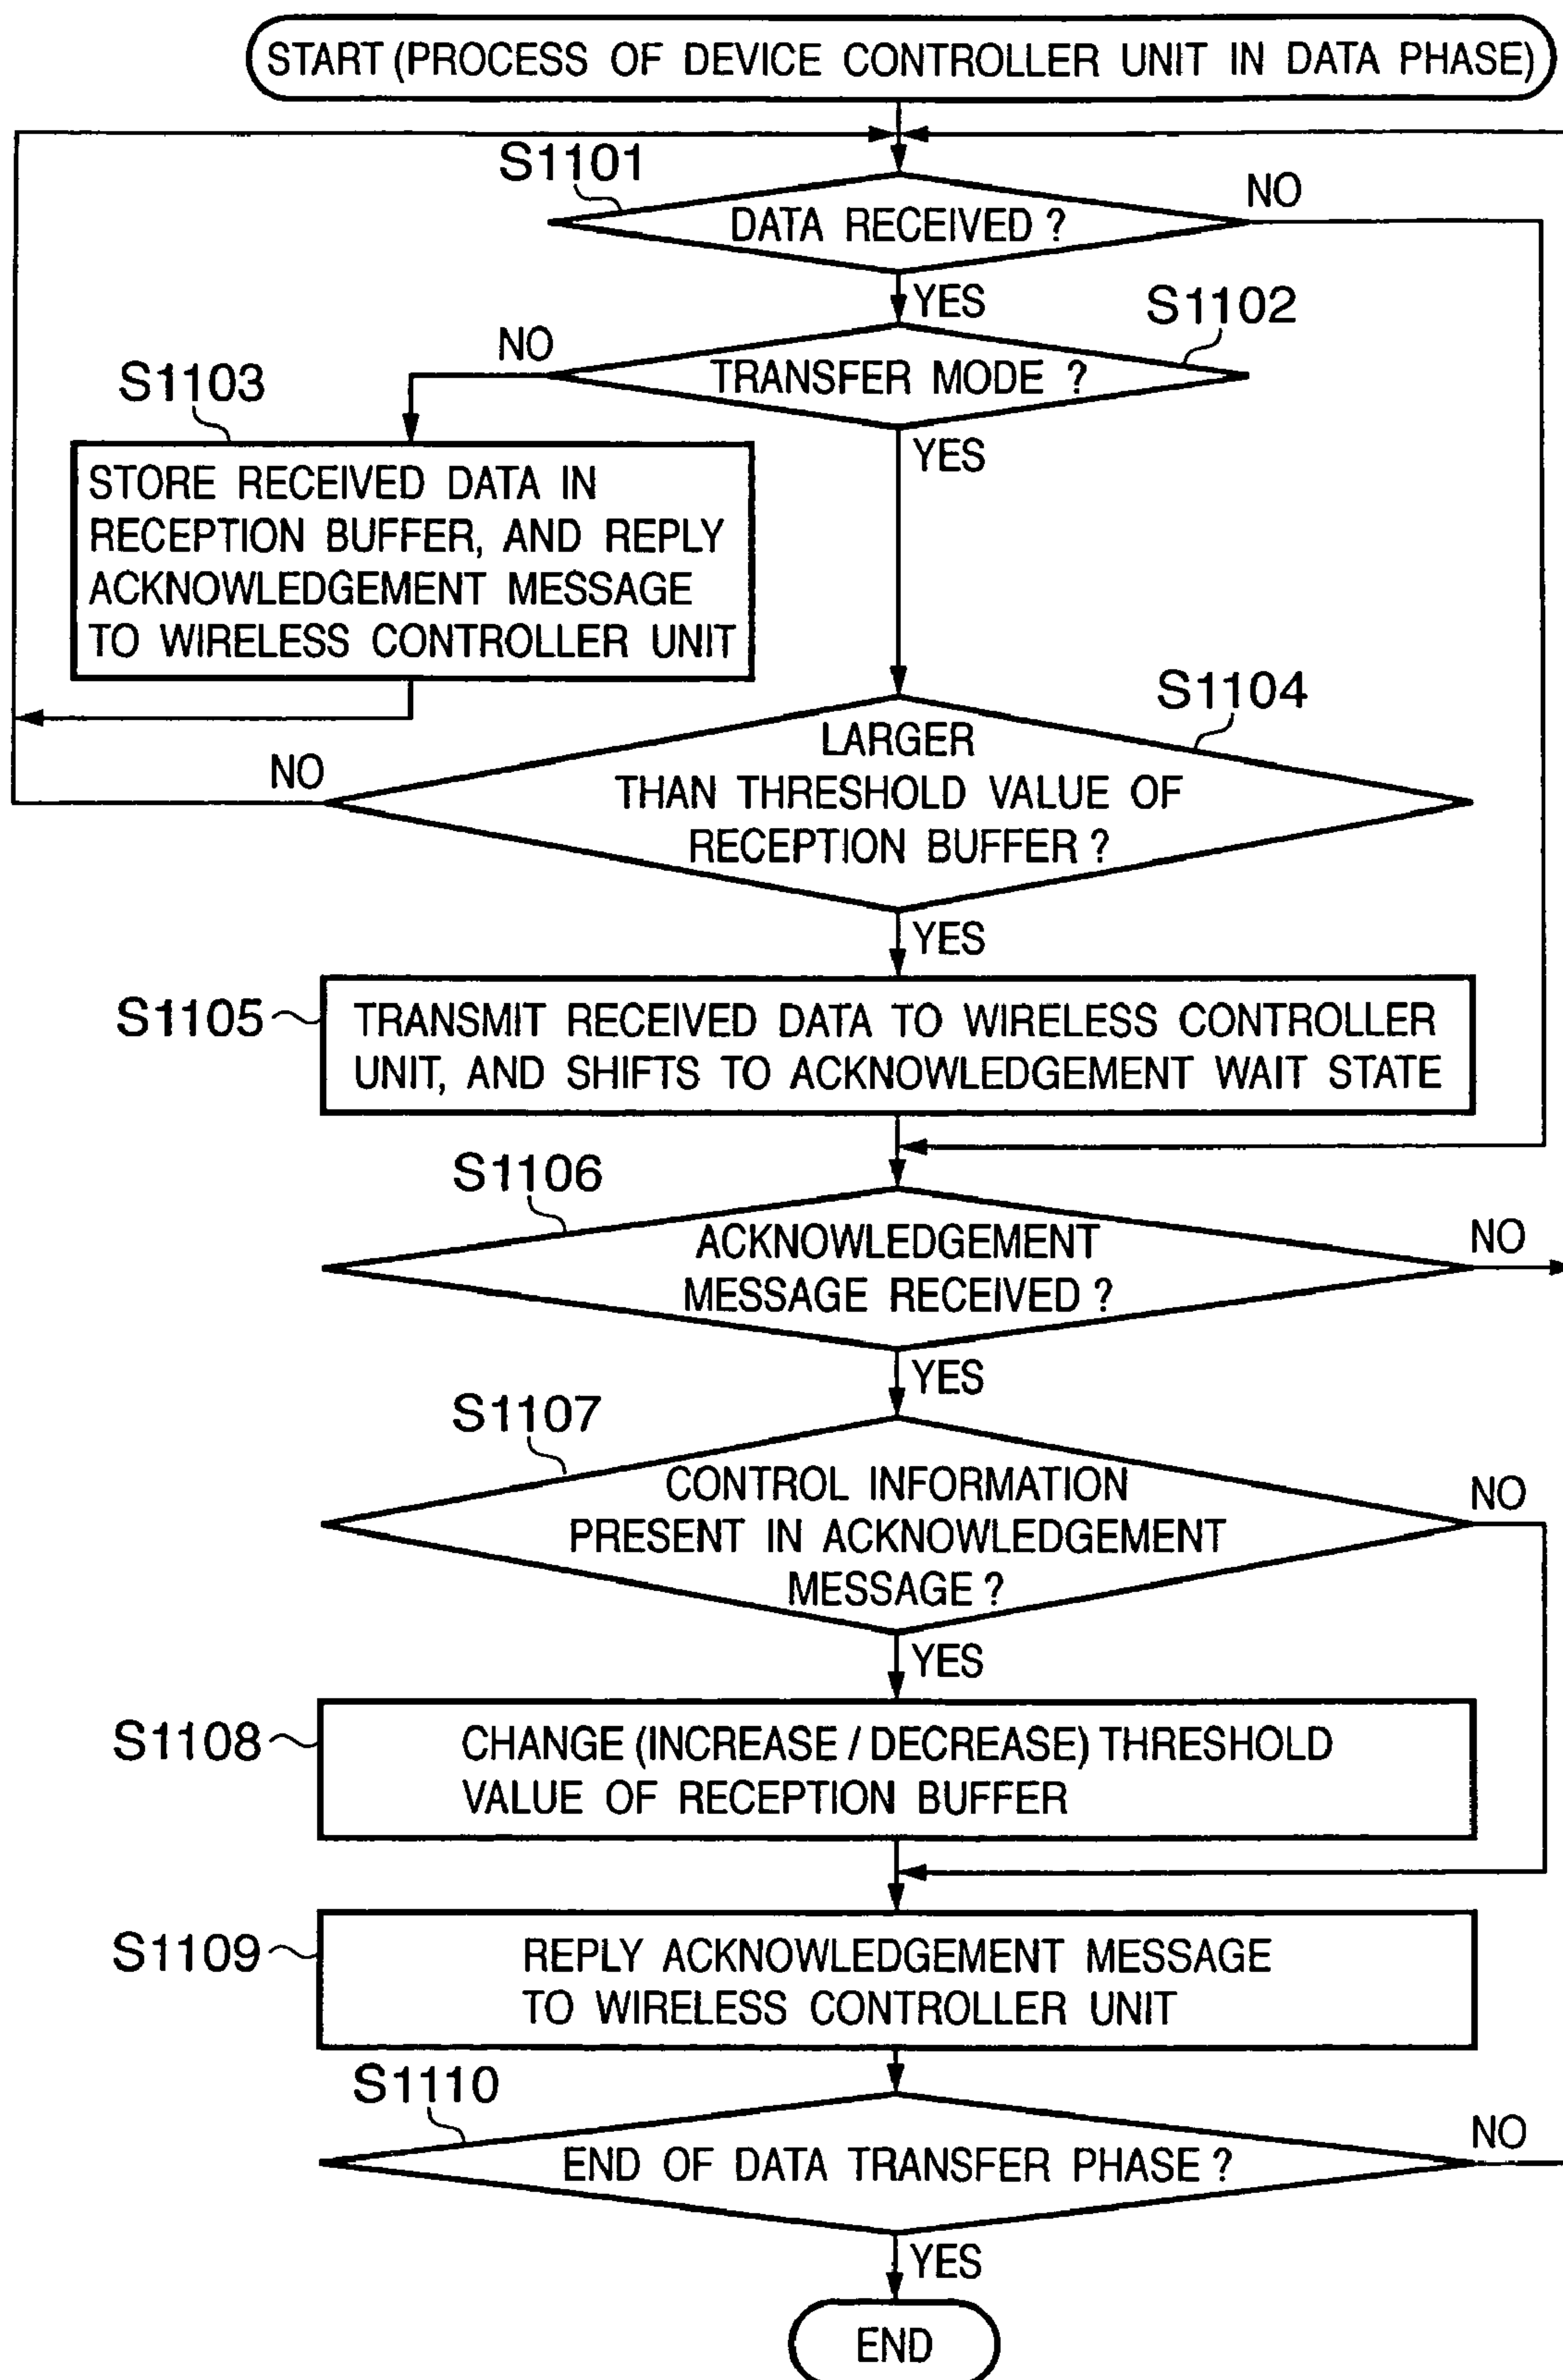 START (PROCESS OF DEVICE CONTROLLER UNIT IN DATA PHASE)
S1101
DATA RECEIVED ?
NO
YES
S1102
TRANSFER MODE ?
NO
YES
S1103
STORE RECEIVED DATA IN
RECEPTION BUFFER, AND REPLY
ACKNOWLEDGEMENT MESSAGE
TO WIRELESS CONTROLLER UNIT
S1104
LARGER
THAN THRESHOLD VALUE OF
RECEPTION BUFFER ?
NO
YES
S1105
TRANSMIT RECEIVED DATA TO WIRELESS CONTROLLER
UNIT, AND SHIFTS TO ACKNOWLEDGEMENT WAIT STATE
S1106
ACKNOWLEDGEMENT
MESSAGE RECEIVED ?
NO
YES
S1107
CONTROL INFORMATION
PRESENT IN ACKNOWLEDGEMENT
MESSAGE ?
NO
YES
S1108
CHANGE (INCREASE / DECREASE) THRESHOLD
VALUE OF RECEPTION BUFFER
S1109
REPLY ACKNOWLEDGEMENT MESSAGE
TO WIRELESS CONTROLLER UNIT
S1110
END OF DATA TRANSFER PHASE ?
NO
YES
END